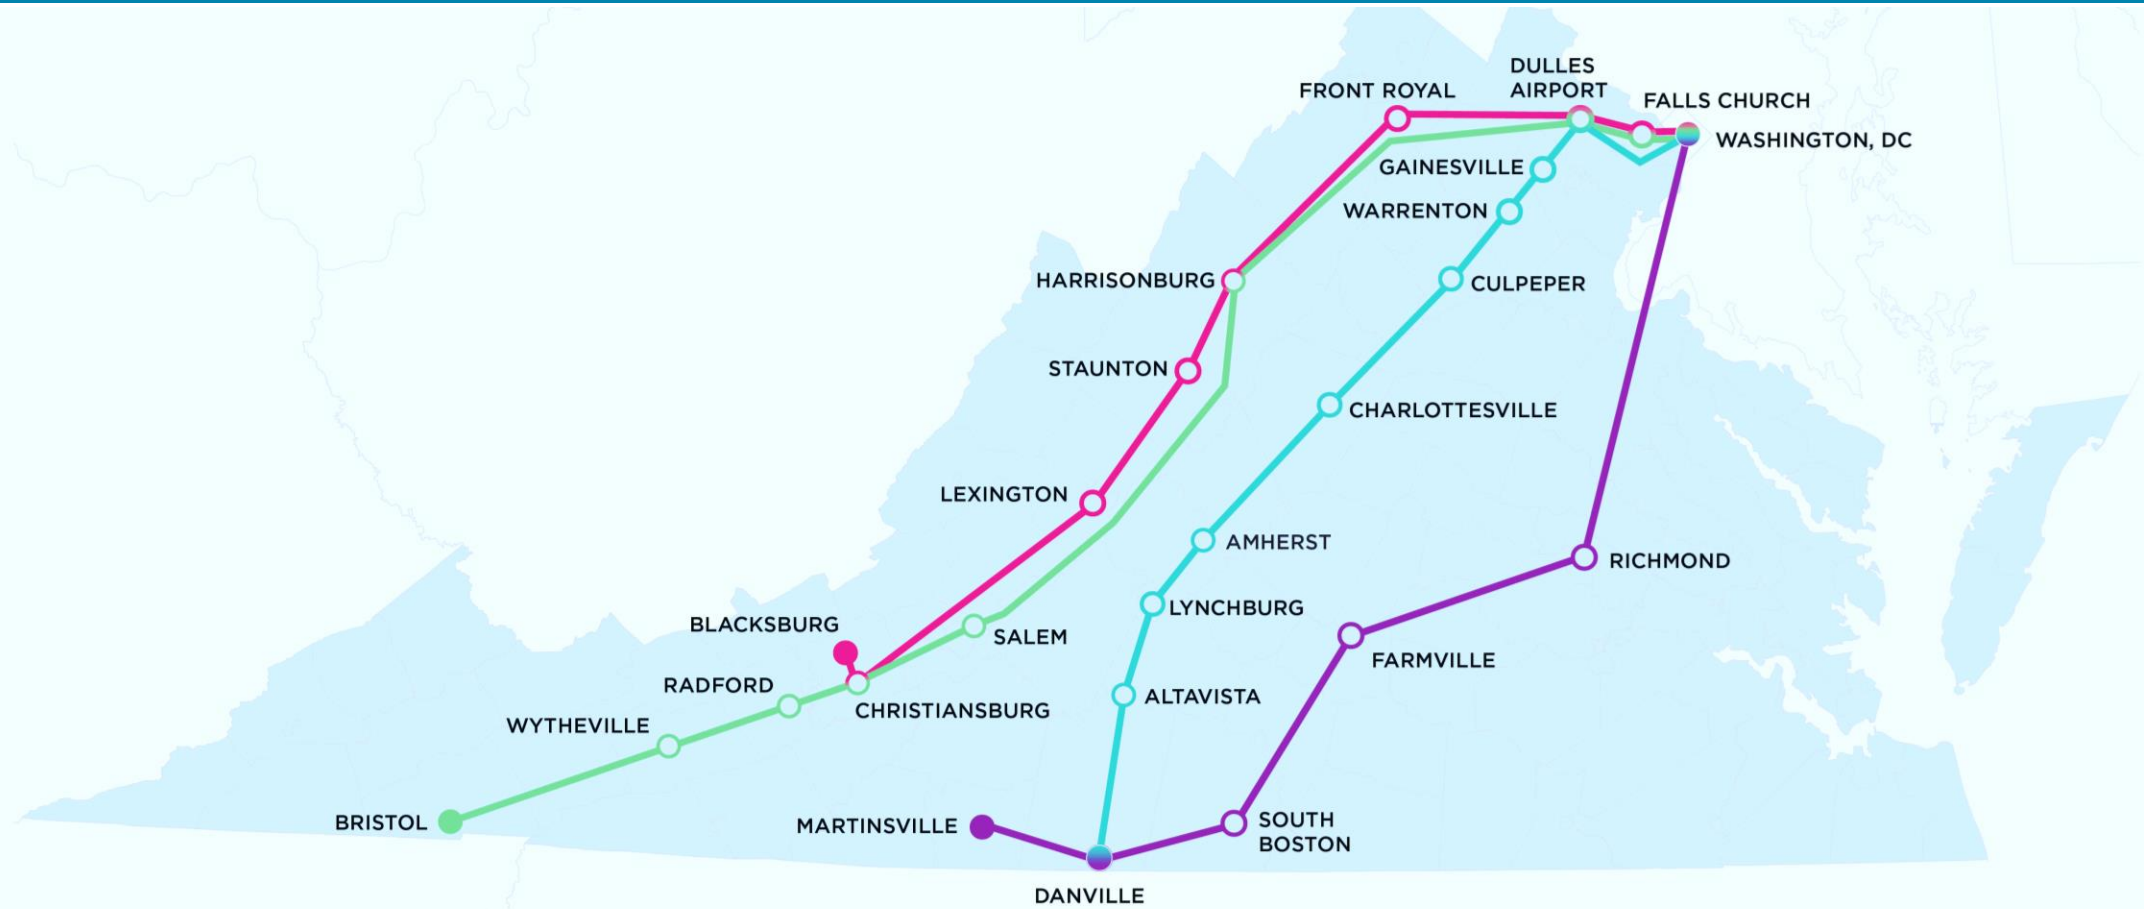 DULLES
AIRPORT
FRONT ROYAL
FALLS CHURCH
WASHINGTON, DC
GAINESVILLE
WARRENTON
HARRISONBURG
CULPEPER
STAUNTON
CHARLOTTESVILLE
LEXINGTON
AMHERST
RICHMOND
LYNCHBURG
BLACKSBURG
SALEM
FARMVILLE
RADFORD
ALTAVISTA
CHRISTIANSBURG
WYTHEVILLE
BRISTOL
MARTINSVILLE
SOUTH
BOSTON
DANVILLE